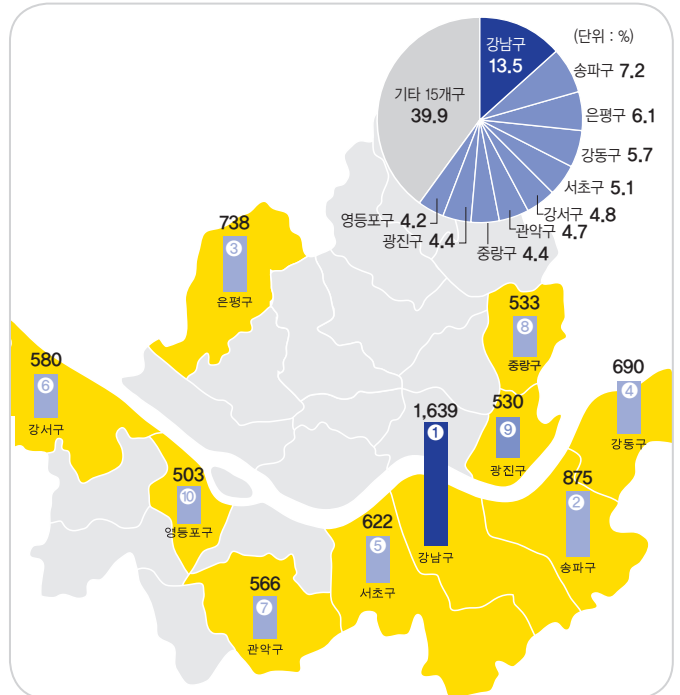 (단위 : %)
강남구
13.5
송파구 7.2
은평구 6.1
강동구 5.7
서초구 5.1
강서구 4.8
관악구 4.7
중랑구 4.4
광진구 4.4
영등포구 4.2
기타 15개구
39.9
738
3
은평구
533
8
중랑구
580
6
강서구
690
4
강동구
1,639
1
강남구
530
9
광진구
503
10
영등포구
875
2
송파구
622
5
서초구
566
7
관악구